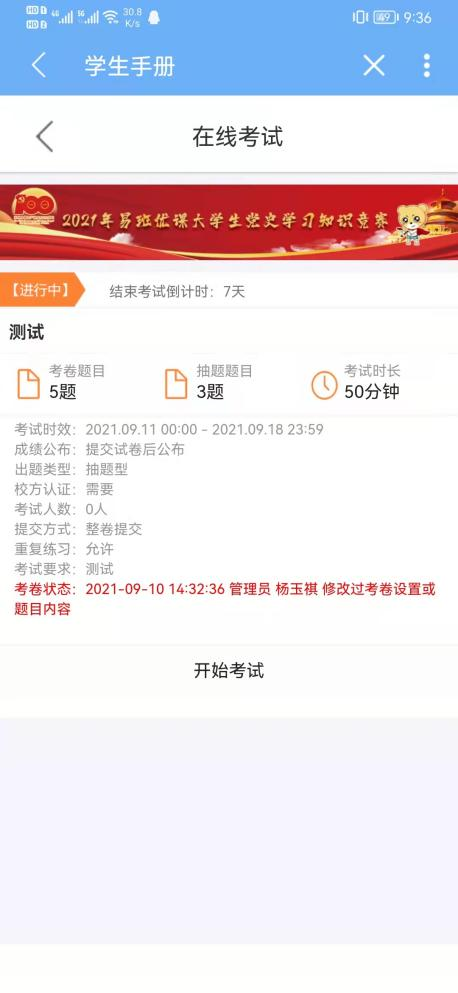 HD 1 4G 5G 30.8 49 9:36
HD 2 K/s
学生手册
在线考试
2021年易班优课大学生党史学习知识竞赛
【进行中】 结束考试倒计时：7天
测试
考卷题目 抽题题目 考试时长
5题 3题 50分钟
考试时效：2021.09.11 00:00 - 2021.09.18 23:59
成绩公布：提交试卷后公布
出题类型：抽题型
校方认证：需要
考试人数：0人
提交方式：整卷提交
重复练习：允许
考试要求：测试
考卷状态：2021-09-10 14:32:36 管理员 杨玉祺 修改过考卷设置或
题目内容
开始考试